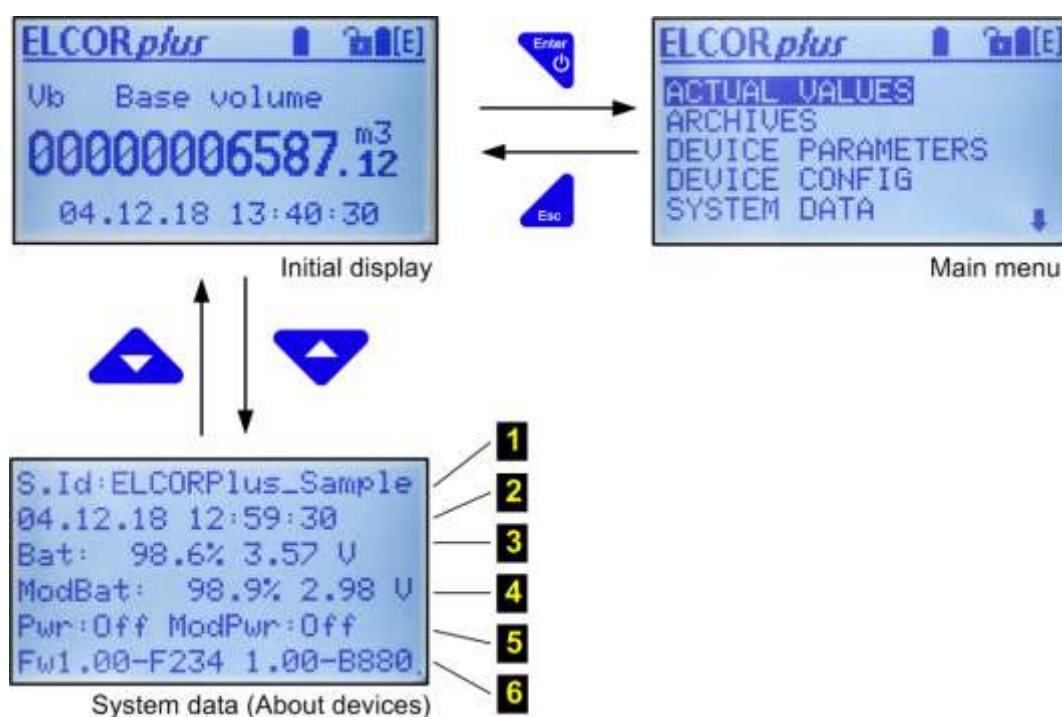 ELCORplus [E]
Vb Base volume
00000006587.12 m3
04.12.18 13:40:30
Initial display
Enter
Esc
ELCORplus [E]
ACTUAL VALUES
ARCHIVES
DEVICE PARAMETERS
DEVICE CONFIG
SYSTEM DATA
Main menu
S.Id:ELCORPlus_Sample
04.12.18 12:59:30
Bat: 98.6% 3.57 V
ModBat: 98.9% 2.98 V
Pwr:Off ModPwr:Off
Fw1.00-F234 1.00-B880
System data (About devices)
1
2
3
4
5
6